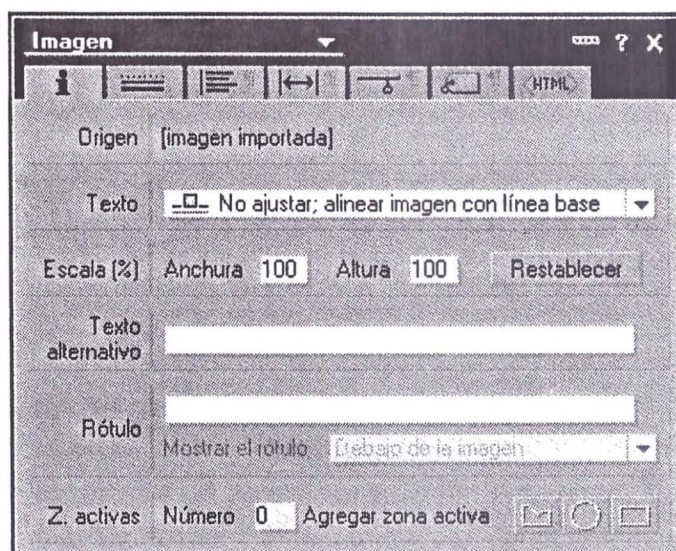 Imagen ?
HTML
Origen [imagen importada]
Texto No ajustar; alinear imagen con línea base
Escala (%) Anchura 100 Altura 100 Restablecer
Texto
alternativo
Rótulo
Mostrar el rótulo Debajo de la imagen
Z. activas Número 0 Agregar zona activa